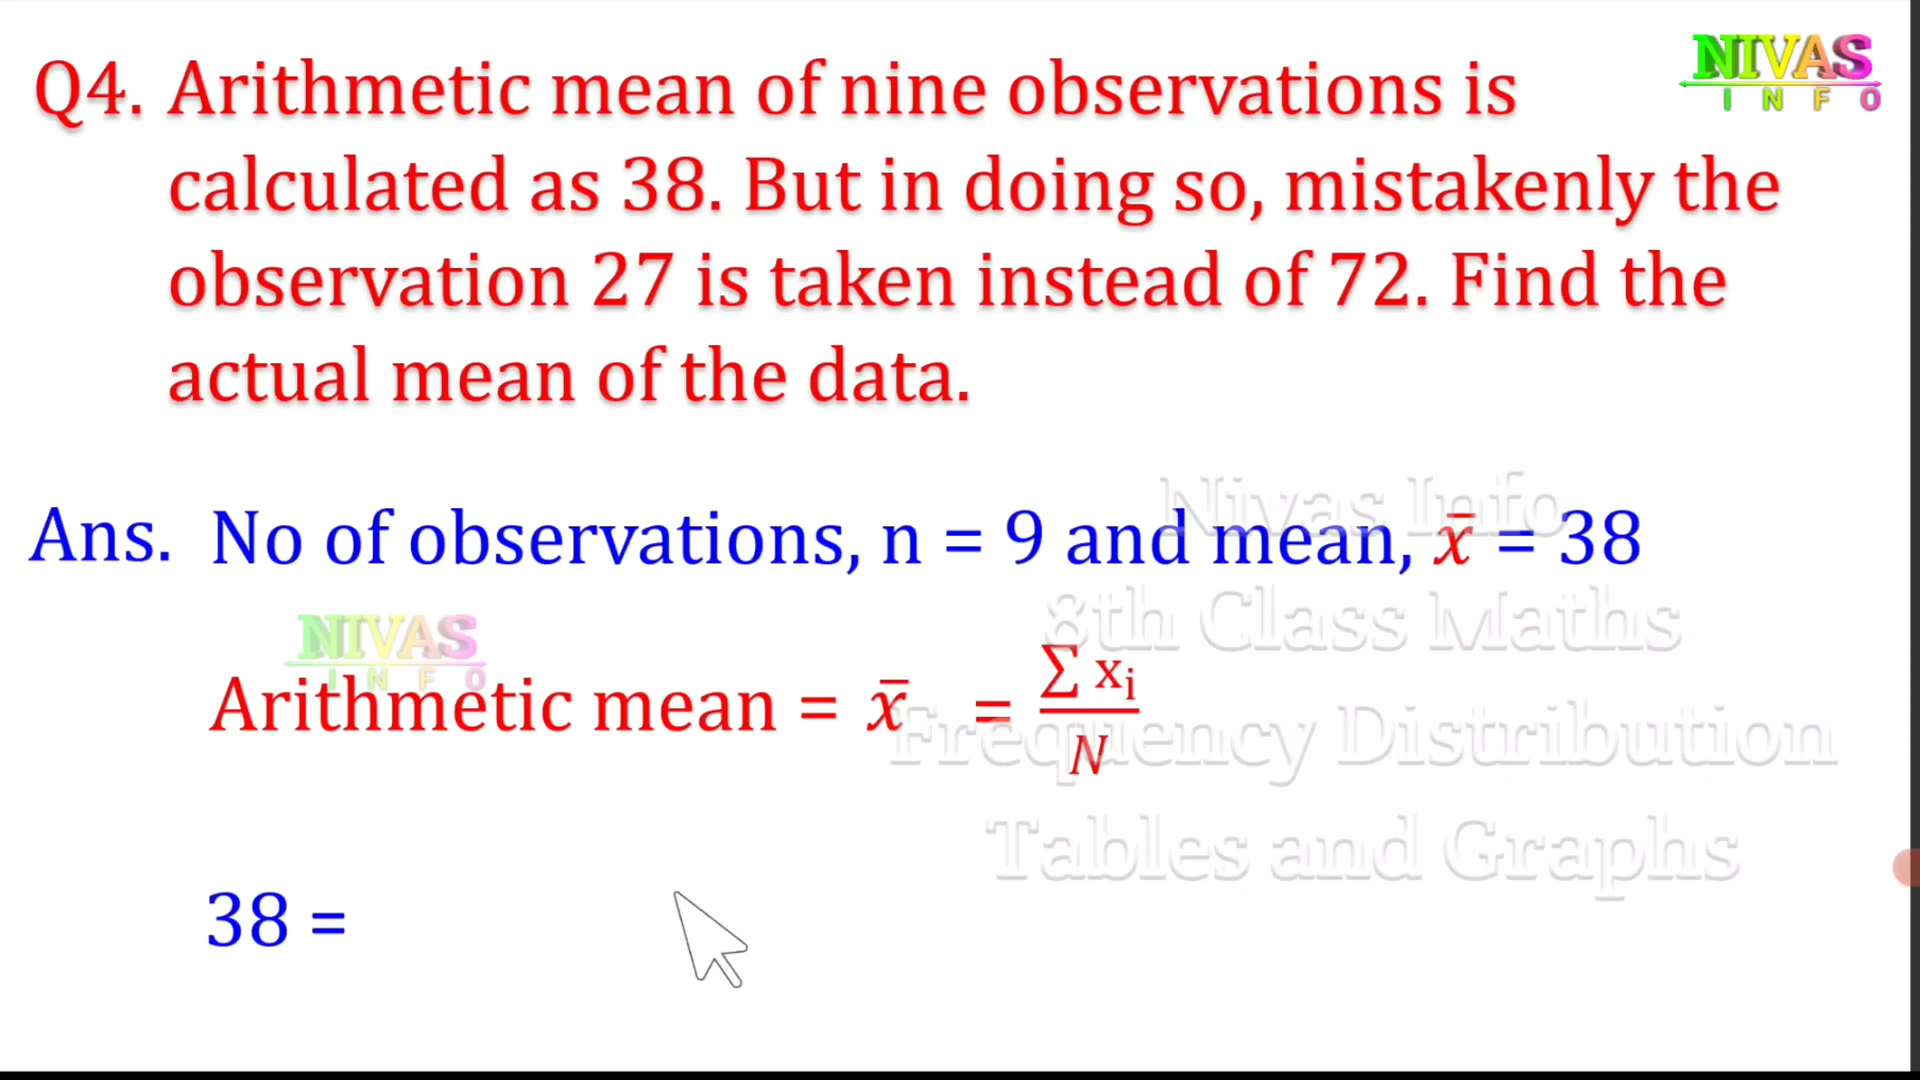 NIVAS
INFO
Q4. Arithmetic mean of nine observations is
calculated as 38. But in doing so, mistakenly the
observation 27 is taken instead of 72. Find the
actual mean of the data.
Nivas Info
Ans. No of observations, n = 9 and mean, x̄ = 38
8th Class Maths
NIVAS
INFO
Arithmetic mean = x̄ = ∑ xᵢ / N
Frequency Distribution
Tables and Graphs
38 =